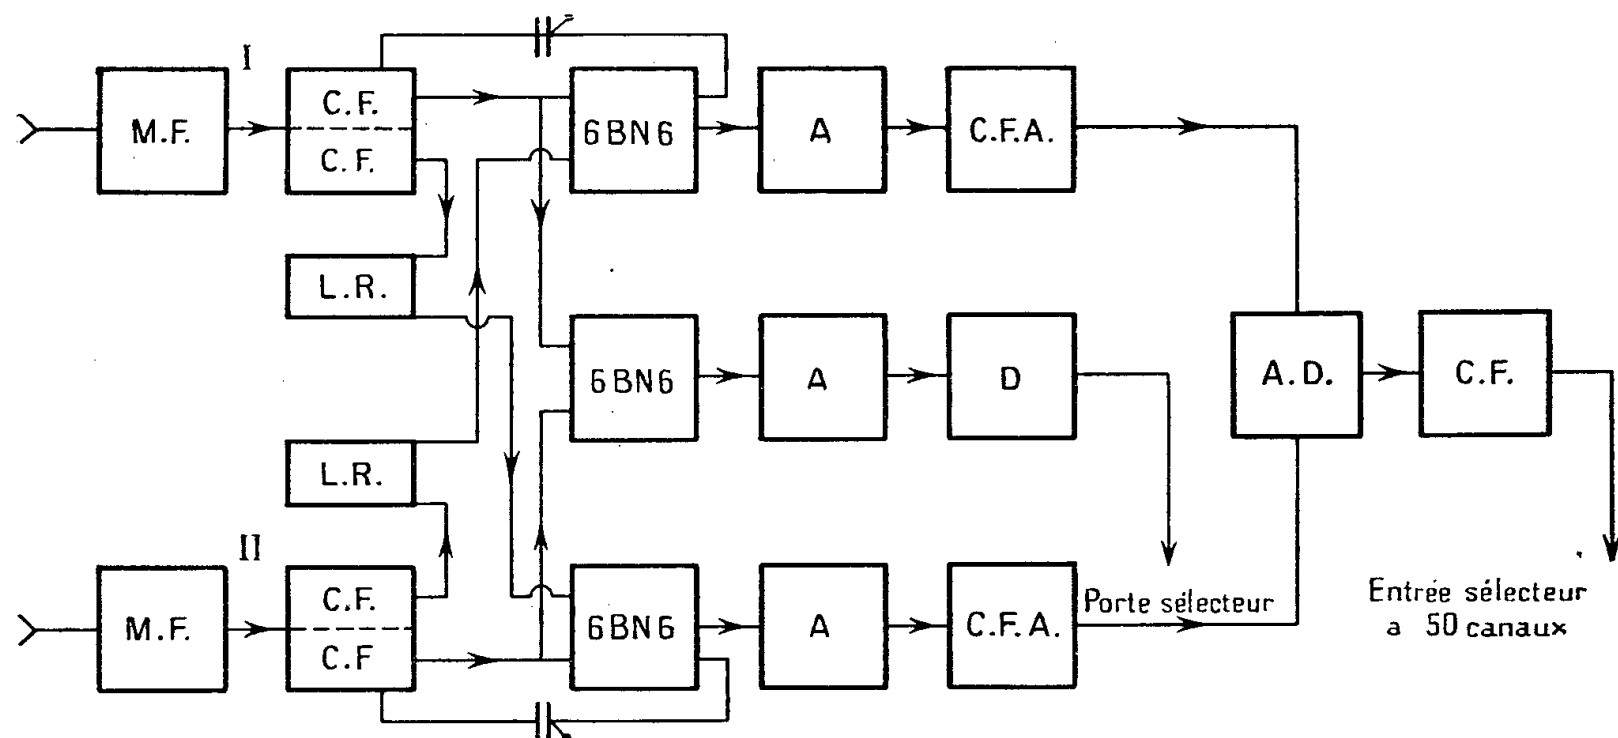 I
M.F.
C.F.
C.F.
6BN6
A
C.F.A.
L.R.
6BN6
A
D
A.D.
C.F.
L.R.
II
M.F.
C.F.
C.F
6BN6
A
C.F.A.
Porte sélecteur
Entrée sélecteur
a 50 canaux